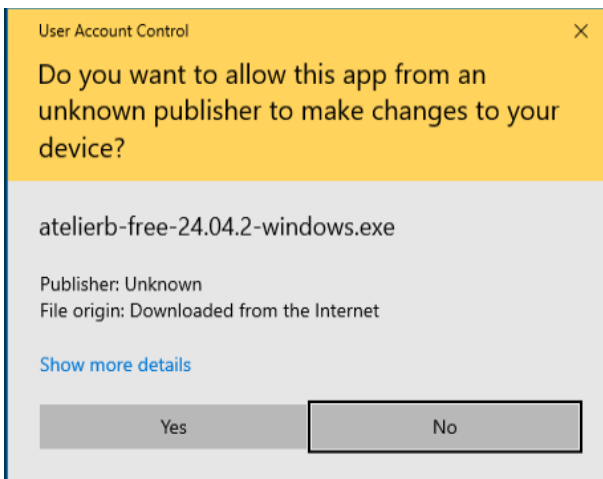 User Account Control
Do you want to allow this app from an
unknown publisher to make changes to your
device?
atelierb-free-24.04.2-windows.exe
Publisher: Unknown
File origin: Downloaded from the Internet
Show more details
Yes
No